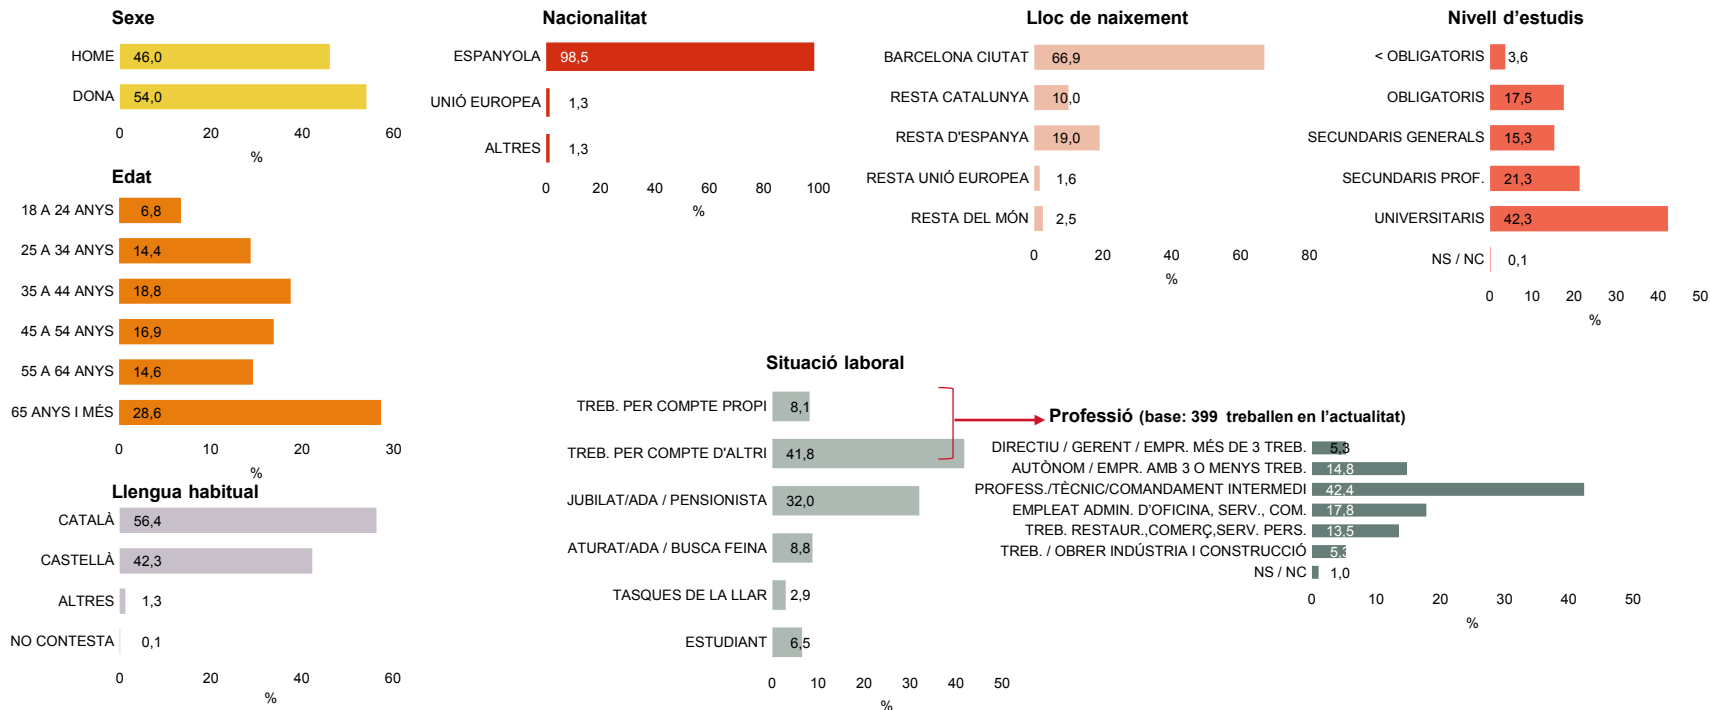 Sexe
HOME 46,0
DONA 54,0
0 20 40 60
%
Edat
18 A 24 ANYS 6,8
25 A 34 ANYS 14,4
35 A 44 ANYS 18,8
45 A 54 ANYS 16,9
55 A 64 ANYS 14,6
65 ANYS I MÉS 28,6
0 10 20 30
%
Llengua habitual
CATALÀ 56,4
CASTELLÀ 42,3
ALTRES 1,3
NO CONTESTA 0,1
0 20 40 60
%
Nacionalitat
ESPANYOLA 98,5
UNIÓ EUROPEA 1,3
ALTRES 1,3
0 20 40 60 80 100
%
Lloc de naixement
BARCELONA CIUTAT 66,9
RESTA CATALUNYA 10,0
RESTA D'ESPANYA 19,0
RESTA UNIÓ EUROPEA 1,6
RESTA DEL MÓN 2,5
0 20 40 60 80
%
Nivell d’estudis
< OBLIGATORIS 3,6
OBLIGATORIS 17,5
SECUNDARIS GENERALS 15,3
SECUNDARIS PROF. 21,3
UNIVERSITARIS 42,3
NS / NC 0,1
0 10 20 30 40 50
%
Situació laboral
TREB. PER COMPTE PROPI 8,1
TREB. PER COMPTE D'ALTRI 41,8
JUBILAT/ADA / PENSIONISTA 32,0
ATURAT/ADA / BUSCA FEINA 8,8
TASQUES DE LA LLAR 2,9
ESTUDIANT 6,5
0 10 20 30 40 50
%
Professió (base: 399 treballen en l’actualitat)
DIRECTIU / GERENT / EMPR. MÉS DE 3 TREB. 5,3
AUTÒNOM / EMPR. AMB 3 O MENYS TREB. 14,8
PROFESS./TÈCNIC/COMANDAMENT INTERMEDI 42,4
EMPLEAT ADMIN. D’OFICINA, SERV., COM. 17,8
TREB. RESTAUR.,COMERÇ,SERV. PERS. 13,5
TREB. / OBRER INDÚSTRIA I CONSTRUCCIÓ 5,3
NS / NC 1,0
0 10 20 30 40 50
%